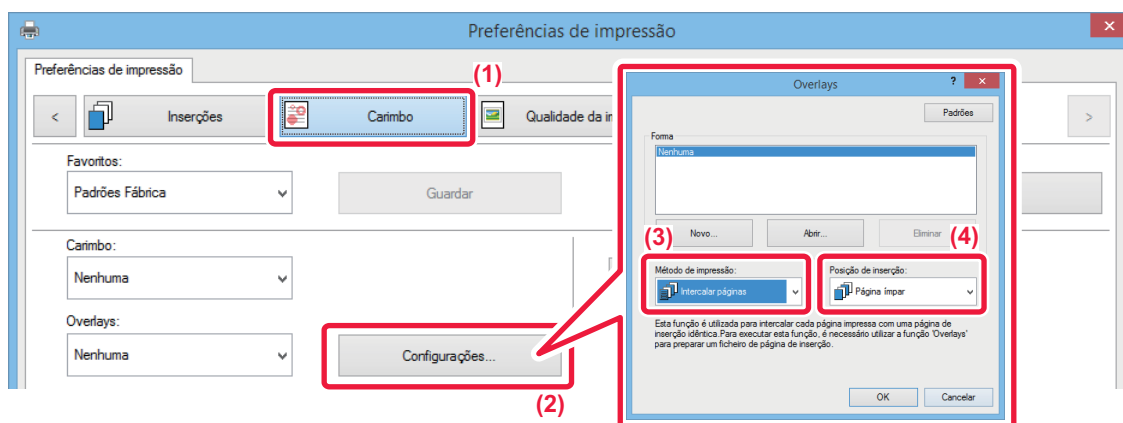 Preferências de impressão
Preferências de impressão
(1)
<
Inserções
Carimbo
Qualidade da
>
Favoritos:
Padrões Fábrica
Guardar
Carimbo:
Nenhuma
Overlays:
Nenhuma
Configurações...
(2)
Overlays
?
Padrões
Forma
Nenhuma
Novo...
Abrir...
Eliminar
(3)
(4)
Método de impressão:
Intercalar páginas
Posição de inserção:
Página ímpar
Esta função é utilizada para intercalar cada página impressa com uma página de
inserção idêntica.Para executar esta função, é necessário utilizar a função 'Overlays'
para preparar um ficheiro de página de inserção.
OK
Cancelar